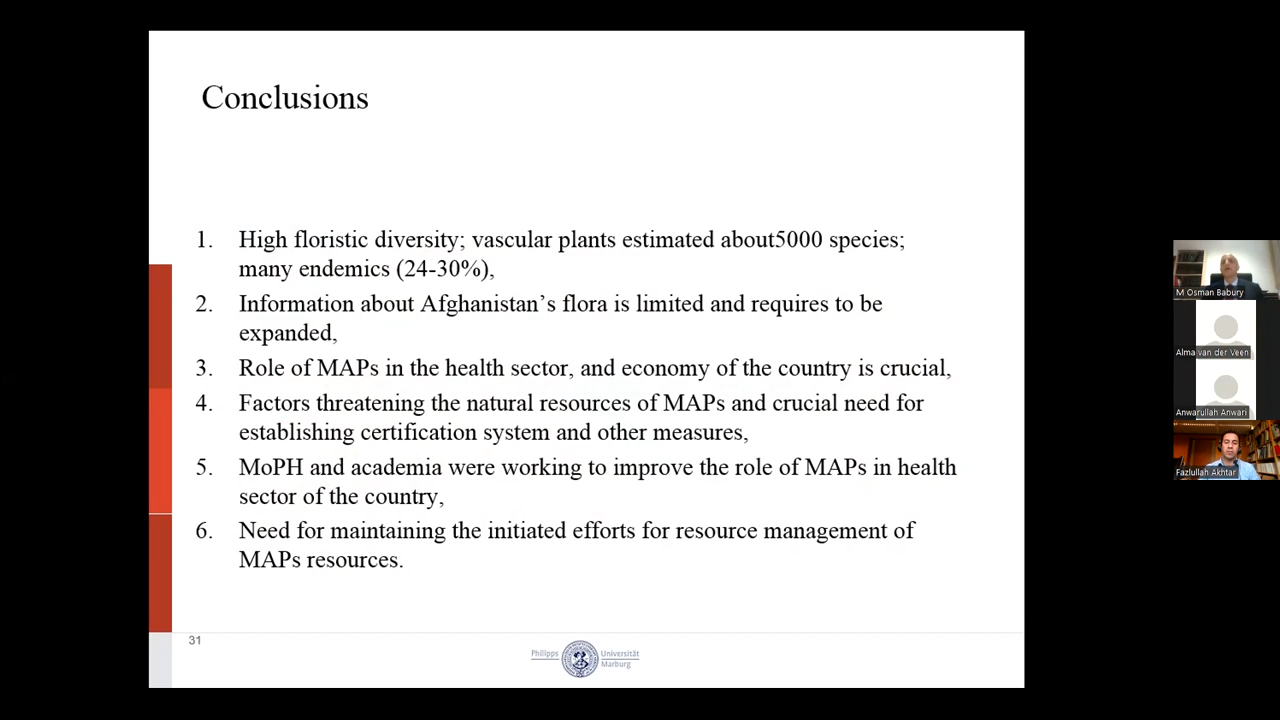 Conclusions
1. High floristic diversity; vascular plants estimated about5000 species;
many endemics (24-30%),
2. Information about Afghanistan's flora is limited and requires to be
expanded,
3. Role of MAPs in the health sector, and economy of the country is crucial,
4. Factors threatening the natural resources of MAPs and crucial need for
establishing certification system and other measures,
5. MoPH and academia were working to improve the role of MAPs in health
sector of the country,
6. Need for maintaining the initiated efforts for resource management of
MAPs resources.
31
Philipps Universität
Marburg
M Osman Babury
Alma van der Veen
Anwarullah Anwari
Fazlullah Akhtar